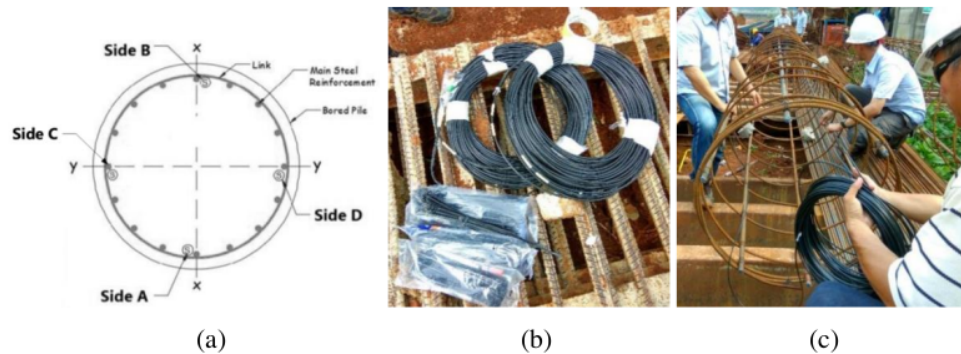 Side B
x
Link
Main Steel
Reinforcement
Bored Pile
Side C
y
y
S
S
S
S
Side D
Side A
x
(a)
(b)
(c)